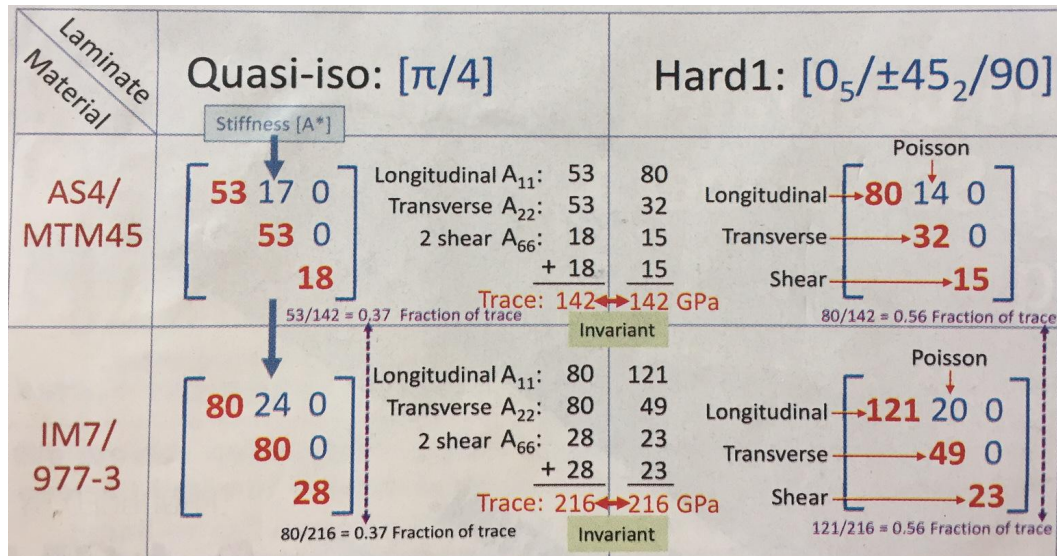 Laminate
Material
Quasi-iso: [π/4]
Hard1: [0₅/±45₂/90]
Stiffness [A*]
AS4/
MTM45
53 17 0
53 0
18
Longitudinal A₁₁: 53 80
Transverse A₂₂: 53 32
2 shear A₆₆: 18 15
+ 18 15
Trace: 142 142 GPa
Invariant
53/142 = 0.37 Fraction of trace
Poisson
Longitudinal 80 14 0
Transverse 32 0
Shear 15
80/142 = 0.56 Fraction of trace
IM7/
977-3
80 24 0
80 0
28
Longitudinal A₁₁: 80 121
Transverse A₂₂: 80 49
2 shear A₆₆: 28 23
+ 28 23
Trace: 216 216 GPa
Invariant
80/216 = 0.37 Fraction of trace
Poisson
Longitudinal 121 20 0
Transverse 49 0
Shear 23
121/216 = 0.56 Fraction of trace